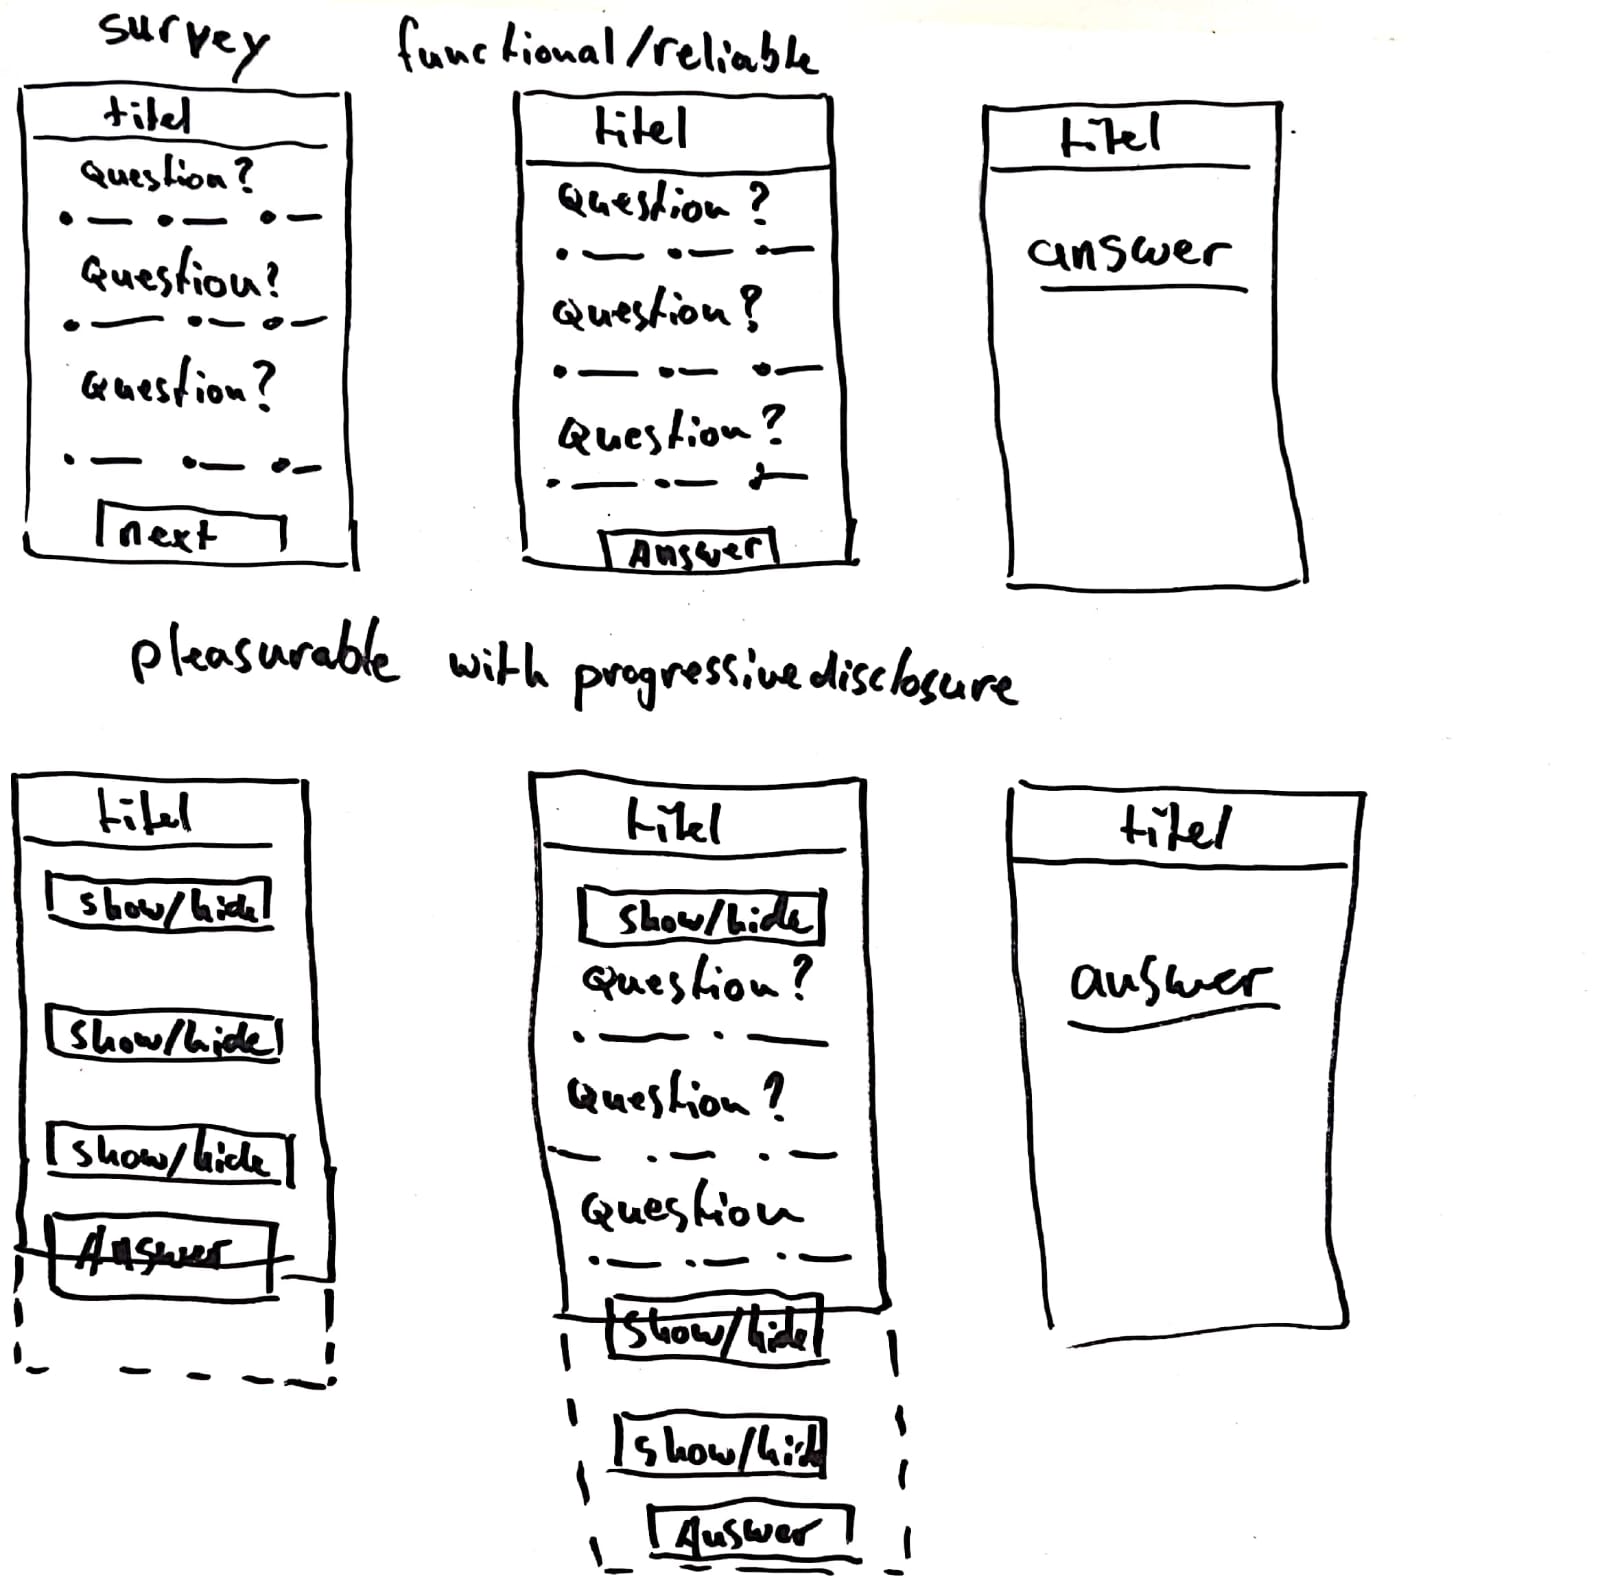 survey functional/reliable
titel
Question?
Question?
Question?
next
titel
Question?
Question?
Question?
Answer
titel
answer
pleasurable with progressive disclosure
titel
show/hide
show/hide
show/hide
Answer
titel
show/hide
Question?
Question?
Question
show/hide
show/hid
Answer
titel
answer